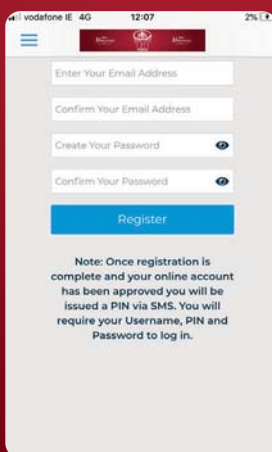 vodafone IE 4G 12:07 2%
Enter Your Email Address
Confirm Your Email Address
Create Your Password
Confirm Your Password
Register
Note: Once registration is
complete and your online account
has been approved you will be
issued a PIN via SMS. You will
require your Username, PIN and
Password to log in.